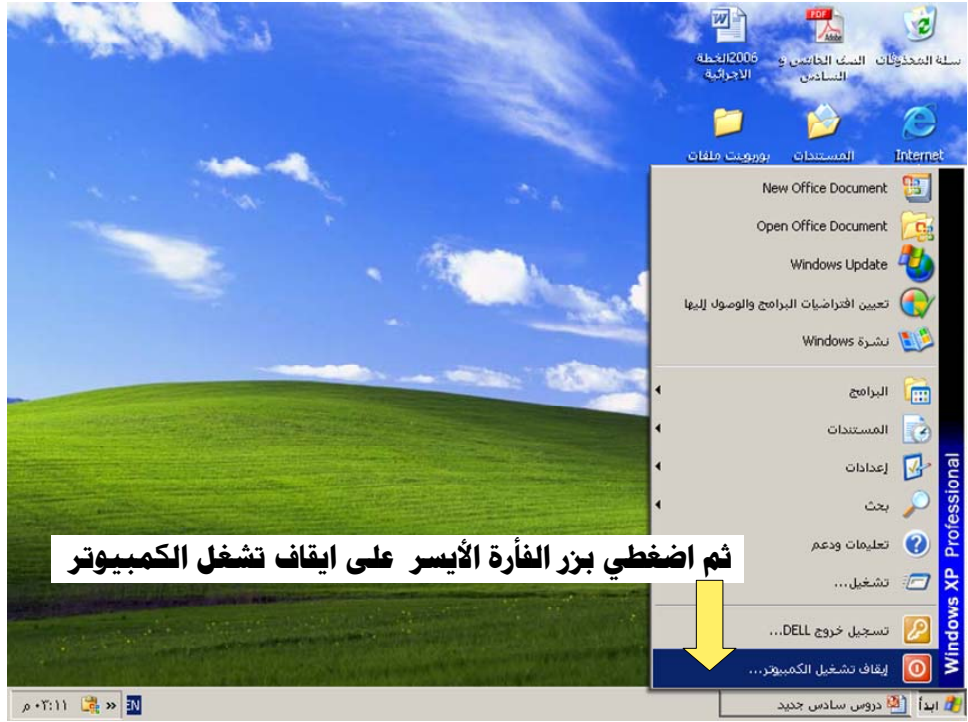 سلة المحذوفات
الصف الخامس و
السادس
2006الخطة
الاجرائية
Internet
المستندات
بوربوينت ملفات
New Office Document
Open Office Document
Windows Update
تعيين افتراضيات البرامج والوصول إليها
نشرة Windows
البرامج
المستندات
إعدادات
بحث
تعليمات ودعم
تشغيل...
تسجيل خروج DELL...
إيقاف تشغيل الكمبيوتر...
Windows XP Professional
ثم اضغطي بزر الفأرة الأيسر على ايقاف تشغل الكمبيوتر
ابدأ
دروس سادس جديد
EN
»
٠٣:١١ م